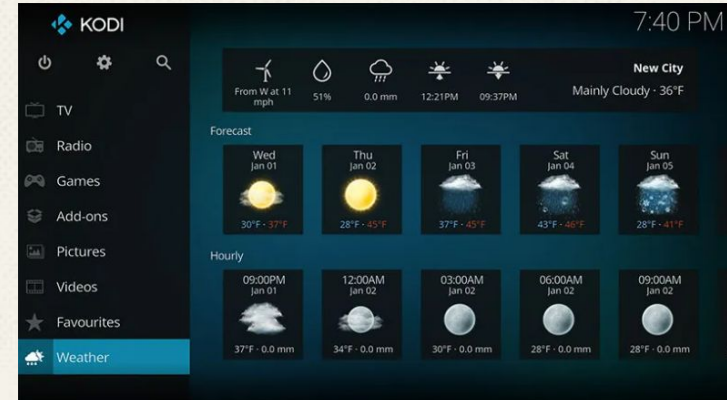 KODI
7:40 PM
TV
Radio
Games
Add-ons
Pictures
Videos
Favourites
Weather
From W at 11
mph
51%
0.0 mm
12:21PM
09:37PM
New City
Mainly Cloudy · 36°F
Forecast
Wed
Jan 01
30°F · 37°F
Thu
Jan 02
28°F · 45°F
Fri
Jan 03
37°F · 45°F
Sat
Jan 04
43°F · 46°F
Sun
Jan 05
28°F · 41°F
Hourly
09:00PM
Jan 01
37°F · 0.0 mm
12:00AM
Jan 02
34°F · 0.0 mm
03:00AM
Jan 02
30°F · 0.0 mm
06:00AM
Jan 02
28°F · 0.0 mm
09:00AM
Jan 02
28°F · 0.0 mm